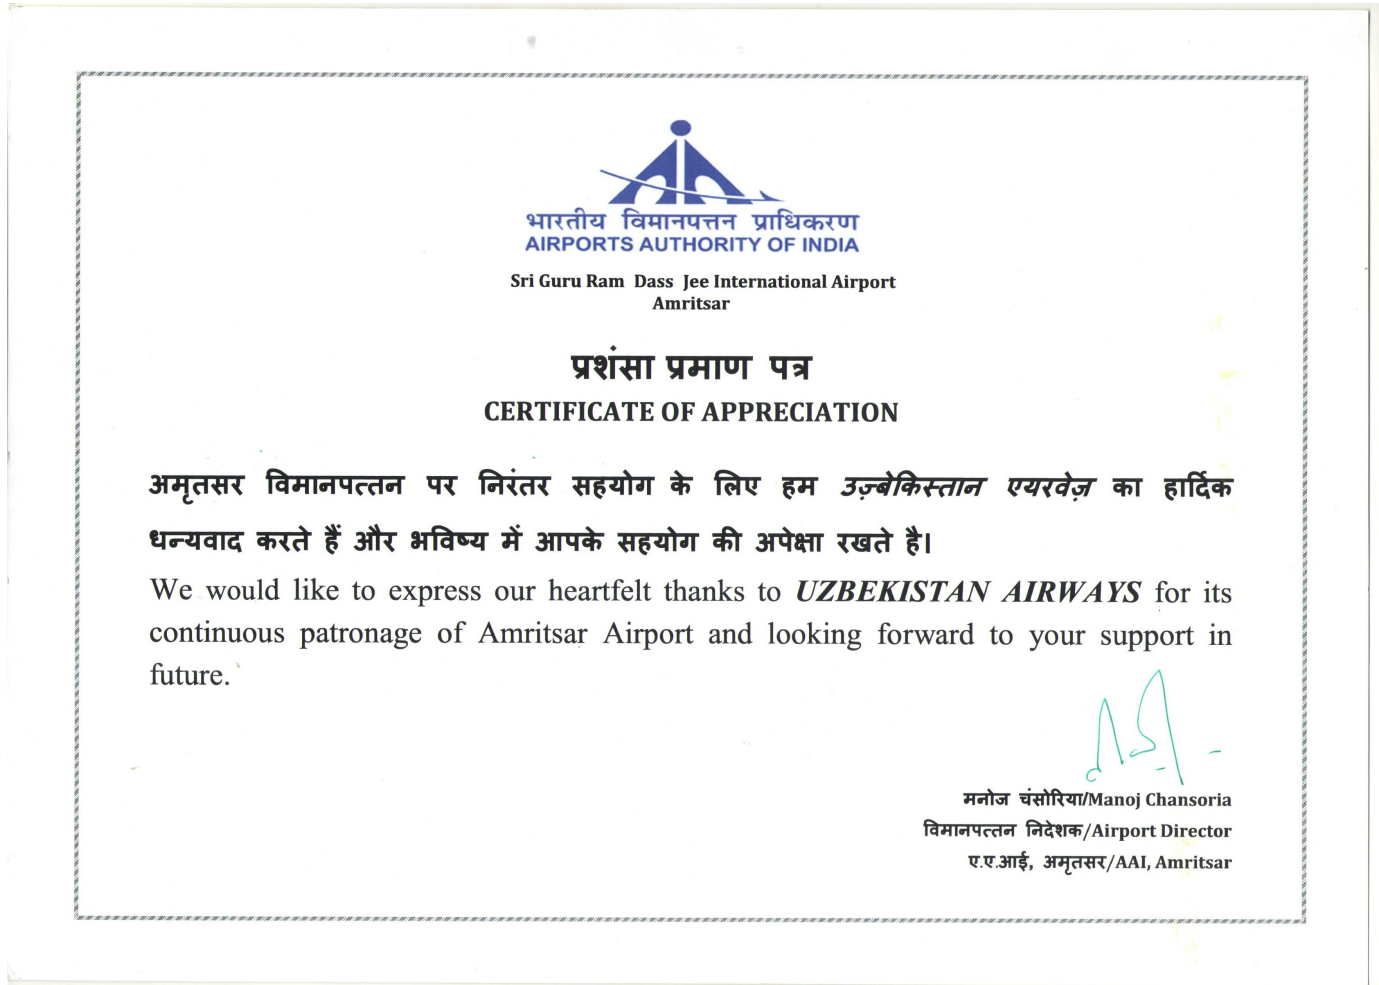 भारतीय विमानपत्तन प्राधिकरण
AIRPORTS AUTHORITY OF INDIA
Sri Guru Ram Dass Jee International Airport
Amritsar
प्रशंसा प्रमाण पत्र
CERTIFICATE OF APPRECIATION
अमृतसर विमानपत्तन पर निरंतर सहयोग के लिए हम उज़्बेकिस्तान एयरवेज़ का हार्दिक
धन्यवाद करते हैं और भविष्य में आपके सहयोग की अपेक्षा रखते है।
We would like to express our heartfelt thanks to UZBEKISTAN AIRWAYS for its
continuous patronage of Amritsar Airport and looking forward to your support in
future.
मनोज चंसोरिया/Manoj Chansoria
विमानपत्तन निदेशक/Airport Director
ए.ए.आई, अमृतसर/AAI, Amritsar